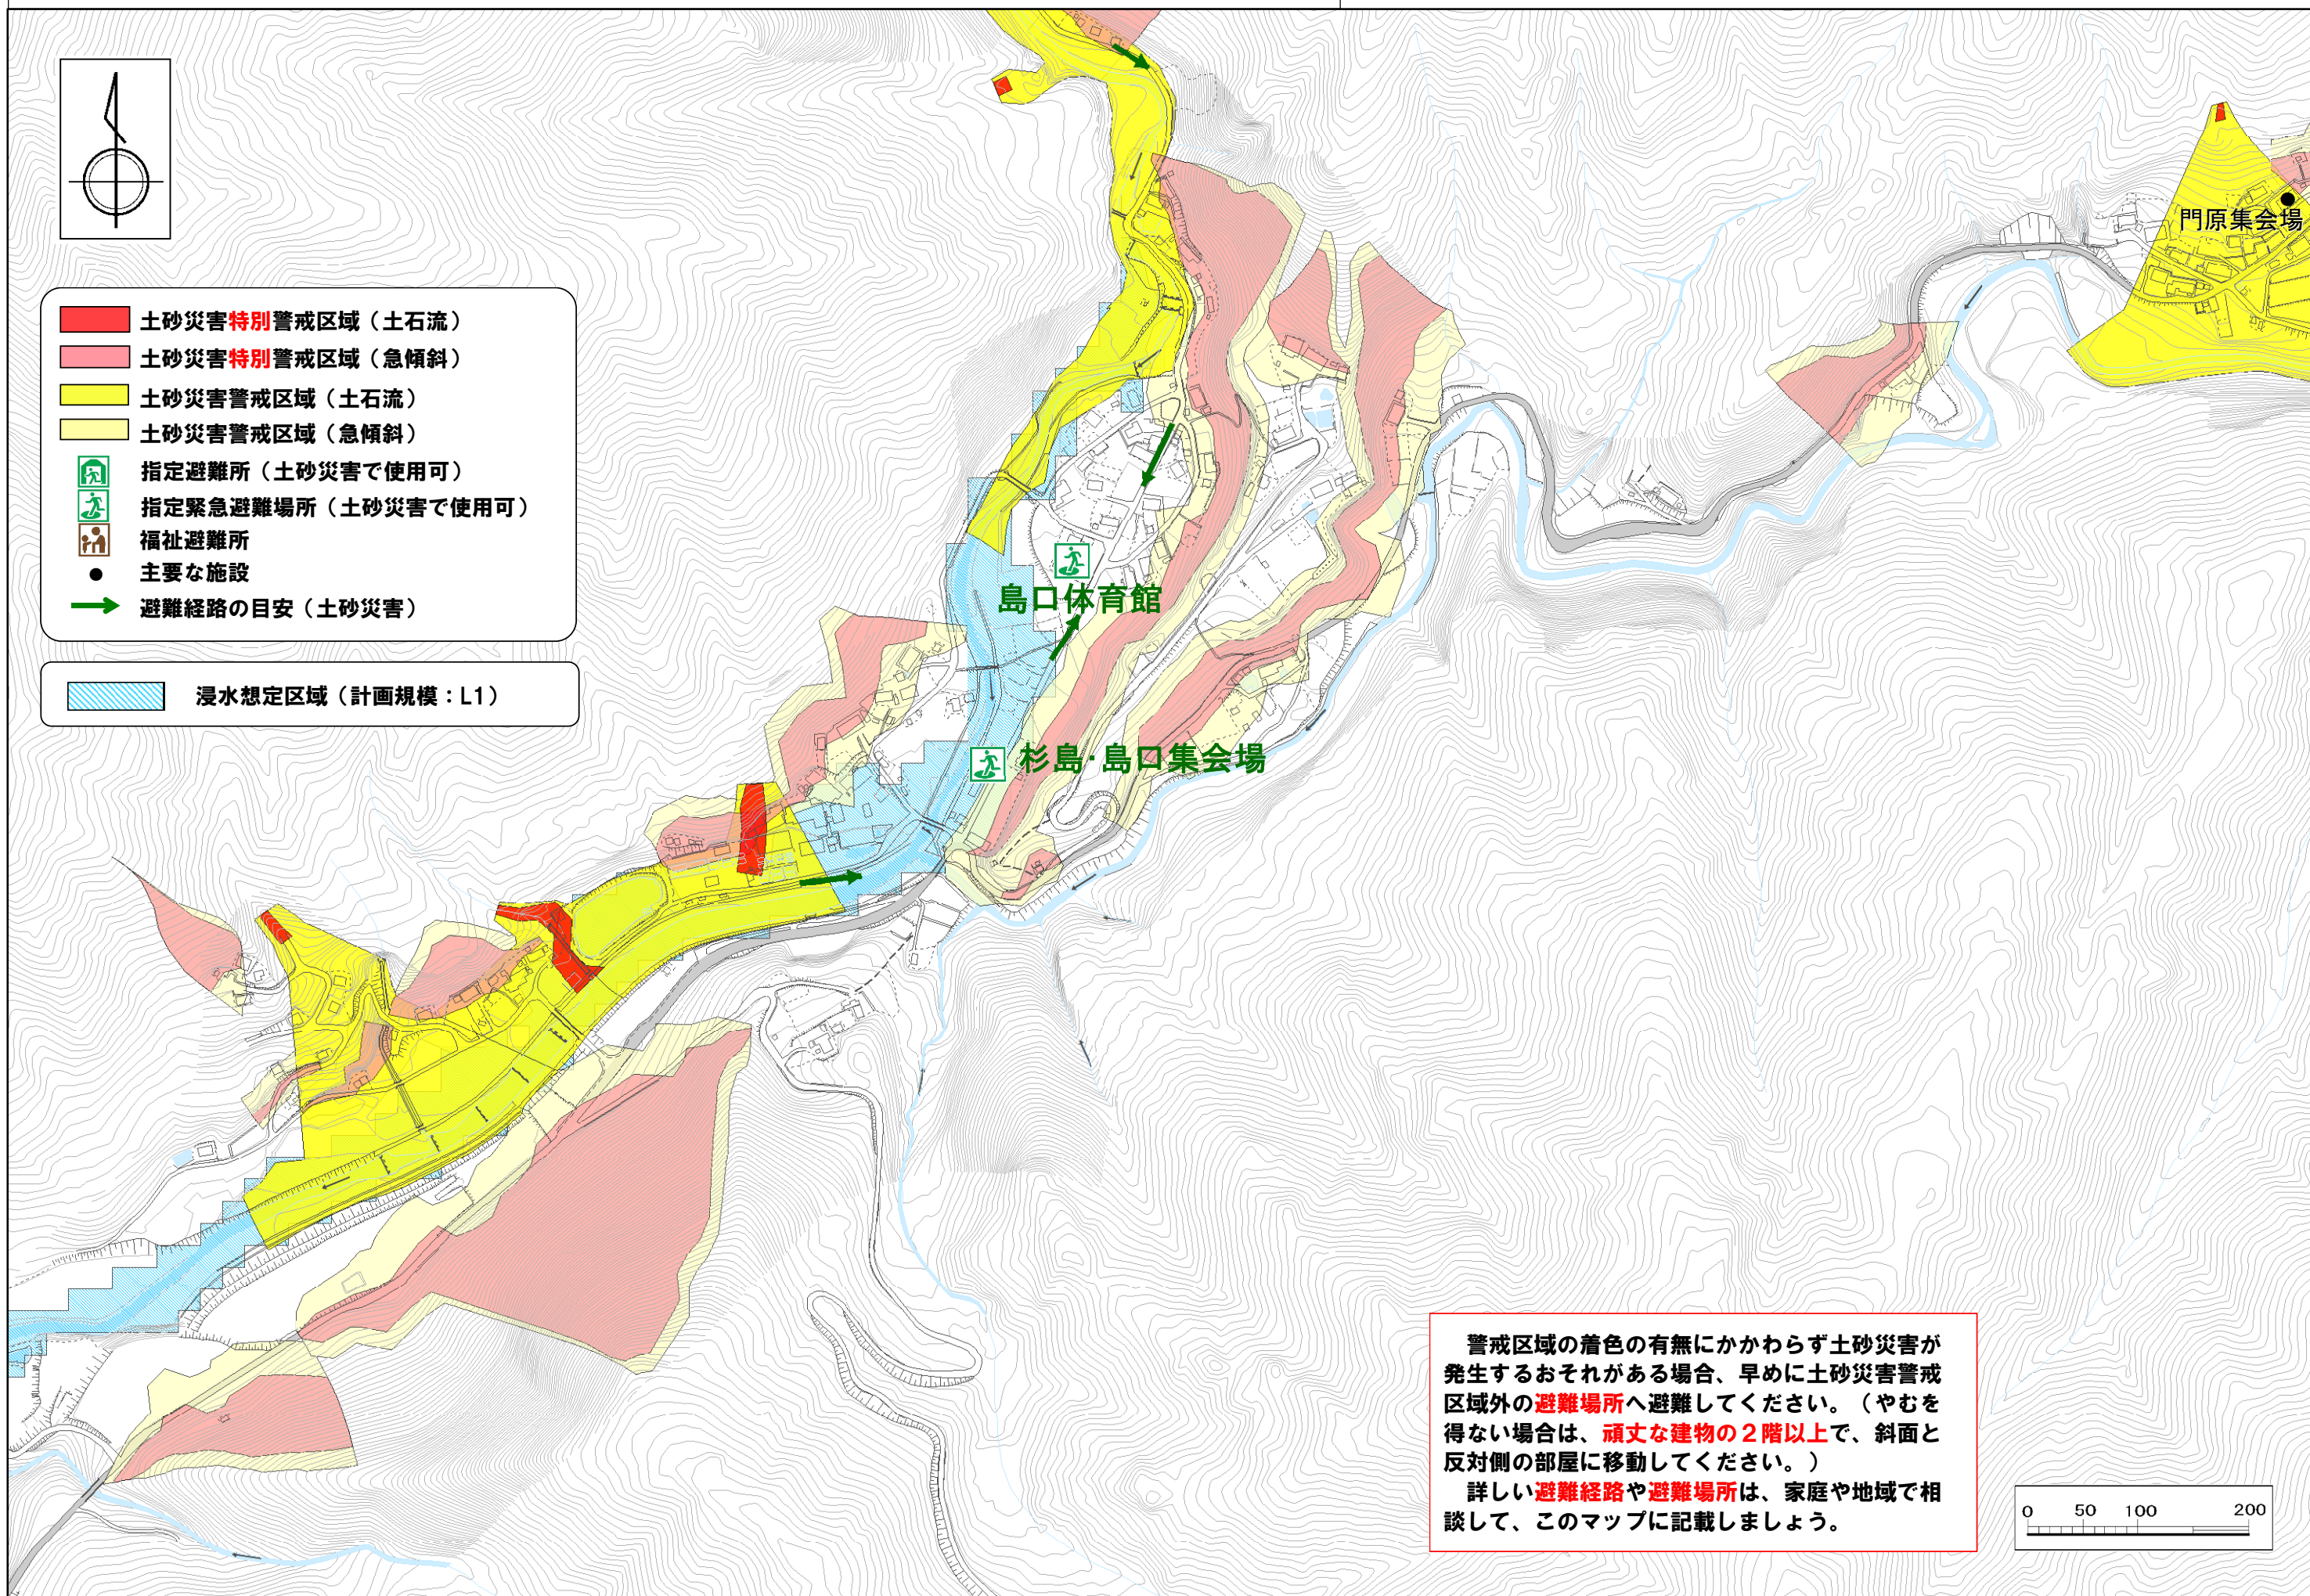 門原集会場
土砂災害特別警戒区域（土石流）
土砂災害特別警戒区域（急傾斜）
土砂災害警戒区域（土石流）
土砂災害警戒区域（急傾斜）
指定避難所（土砂災害で使用可）
指定緊急避難場所（土砂災害で使用可）
福祉避難所
主要な施設
避難経路の目安（土砂災害）
浸水想定区域（計画規模：L1）
島口体育館
杉島・島口集会場
警戒区域の着色の有無にかかわらず土砂災害が
発生するおそれがある場合、早めに土砂災害警戒
区域外の避難場所へ避難してください。（やむを
得ない場合は、頑丈な建物の２階以上で、斜面と
反対側の部屋に移動してください。）
詳しい避難経路や避難場所は、家庭や地域で相
談して、このマップに記載しましょう。
0 50 100 200